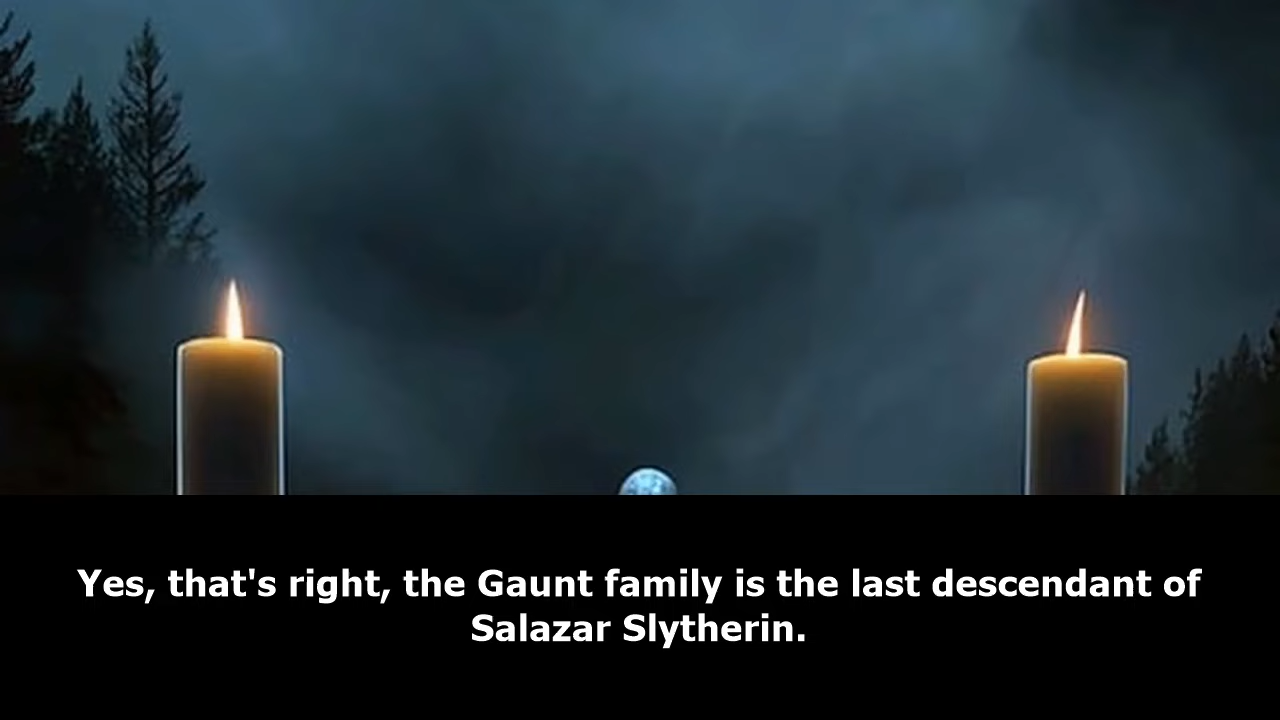 Yes, that's right, the Gaunt family is the last descendant of
Salazar Slytherin.